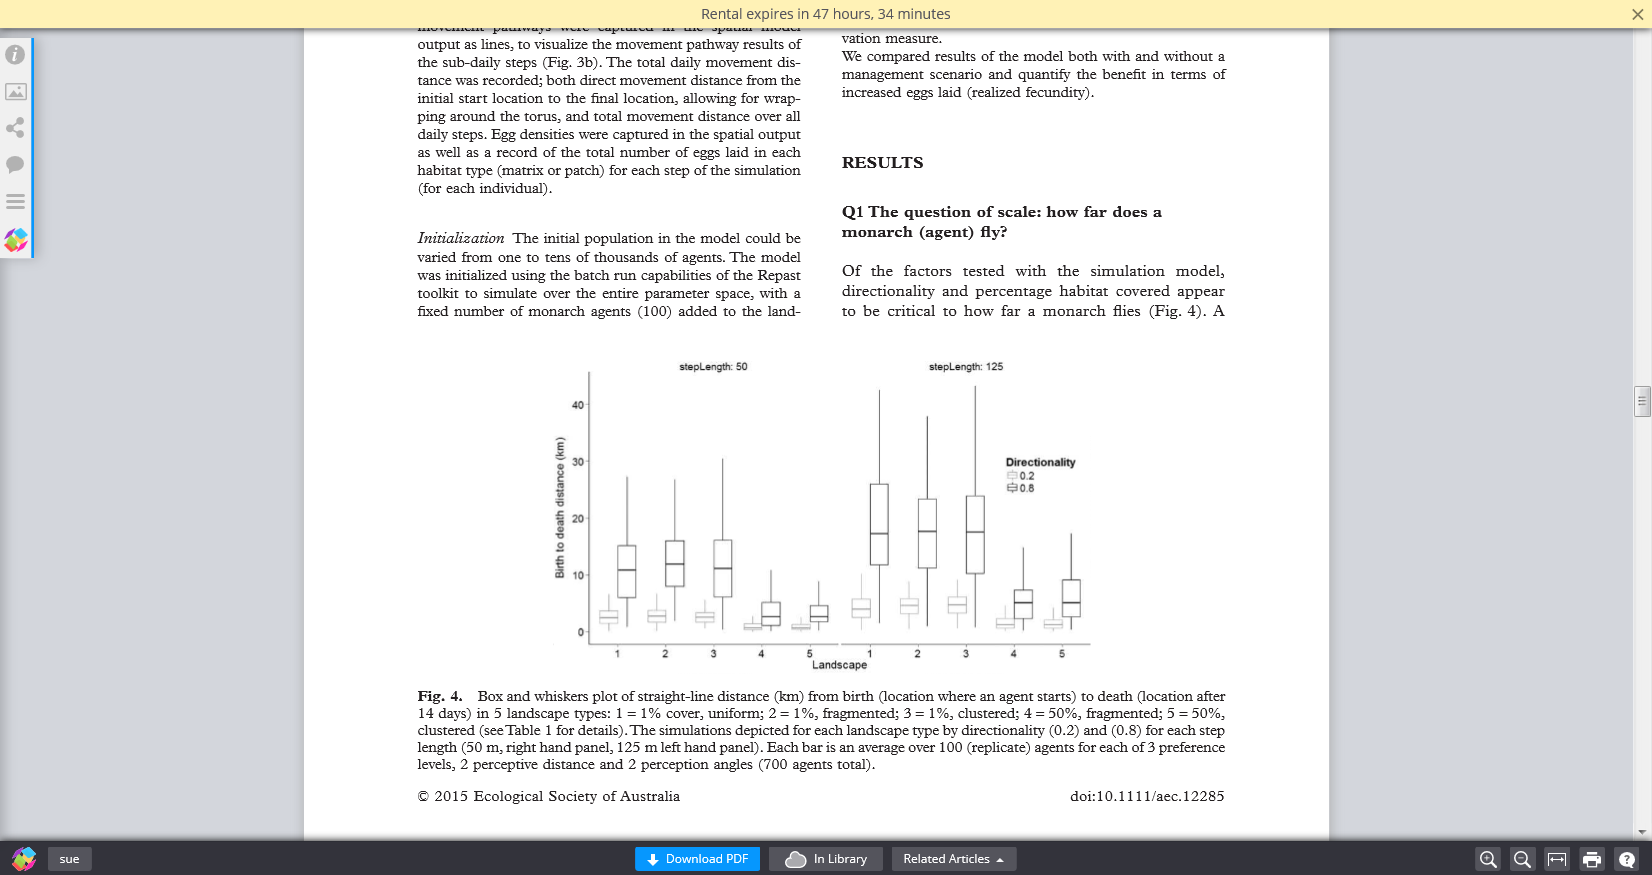 Rental expires in 47 hours, 34 minutes
movement pathways were captured in the spatial model
output as lines, to visualize the movement pathway results of
the sub-daily steps (Fig. 3b). The total daily movement dis-
tance was recorded; both direct movement distance from the
initial start location to the final location, allowing for wrap-
ping around the torus, and total movement distance over all
daily steps. Egg densities were captured in the spatial output
as well as a record of the total number of eggs laid in each
habitat type (matrix or patch) for each step of the simulation
(for each individual).
Initialization The initial population in the model could be
varied from one to tens of thousands of agents. The model
was initialized using the batch run capabilities of the Repast
toolkit to simulate over the entire parameter space, with a
fixed number of monarch agents (100) added to the land-
vation measure.
We compared results of the model both with and without a
management scenario and quantify the benefit in terms of
increased eggs laid (realized fecundity).
RESULTS
Q1 The question of scale: how far does a
monarch (agent) fly?
Of the factors tested with the simulation model,
directionality and percentage habitat covered appear
to be critical to how far a monarch flies (Fig. 4). A
stepLength: 50
stepLength: 125
Birth to death distance (km)
40
30
20
10
0
Directionality
0.2
0.8
1 2 3 4 5 1 2 3 4 5
Landscape
Fig. 4. Box and whiskers plot of straight-line distance (km) from birth (location where an agent starts) to death (location after
14 days) in 5 landscape types: 1 = 1% cover, uniform; 2 = 1%, fragmented; 3 = 1%, clustered; 4 = 50%, fragmented; 5 = 50%,
clustered (see Table 1 for details). The simulations depicted for each landscape type by directionality (0.2) and (0.8) for each step
length (50 m, right hand panel, 125 m left hand panel). Each bar is an average over 100 (replicate) agents for each of 3 preference
levels, 2 perceptive distance and 2 perception angles (700 agents total).
© 2015 Ecological Society of Australia
doi:10.1111/aec.12285
sue
Download PDF
In Library
Related Articles